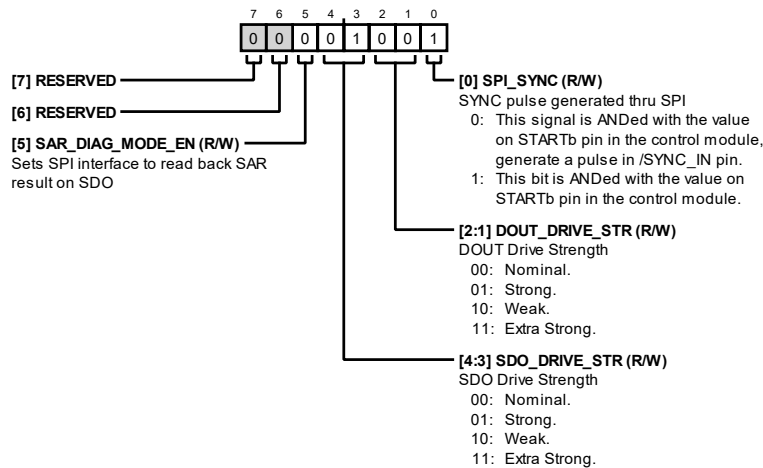 7 6 5 4 3 2 1 0
0 0 0 0 1 0 0 1
[7] RESERVED
[6] RESERVED
[5] SAR_DIAG_MODE_EN (R/W)
Sets SPI interface to read back SAR
result on SDO
[0] SPI_SYNC (R/W)
SYNC pulse generated thru SPI
0: This signal is ANDed with the value
on STARTb pin in the control module,
generate a pulse in /SYNC_IN pin.
1: This bit is ANDed with the value on
STARTb pin in the control module.
[2:1] DOUT_DRIVE_STR (R/W)
DOUT Drive Strength
00: Nominal.
01: Strong.
10: Weak.
11: Extra Strong.
[4:3] SDO_DRIVE_STR (R/W)
SDO Drive Strength
00: Nominal.
01: Strong.
10: Weak.
11: Extra Strong.